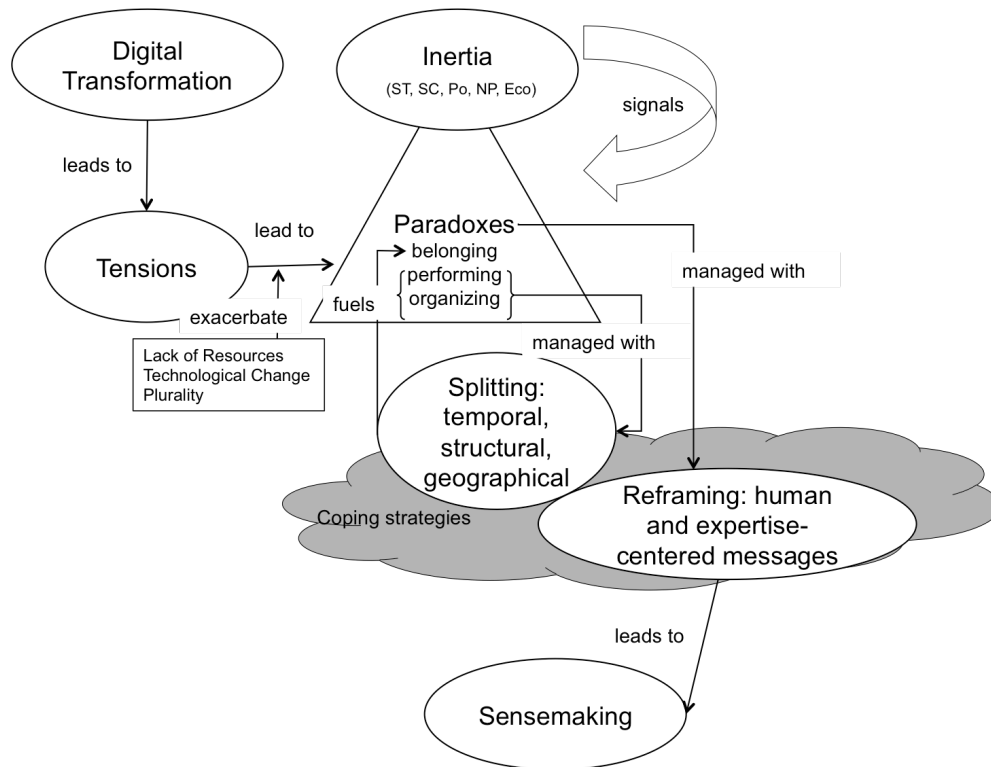 Digital
Transformation
Inertia
(ST, SC, Po, NP, Eco)
signals
leads to
Tensions
lead to
exacerbate
Lack of Resources
Technological Change
Plurality
Paradoxes
belonging
performing
organizing
fuels
managed with
managed with
Splitting:
temporal,
structural,
geographical
Coping strategies
Reframing: human
and expertise-
centered messages
leads to
Sensemaking